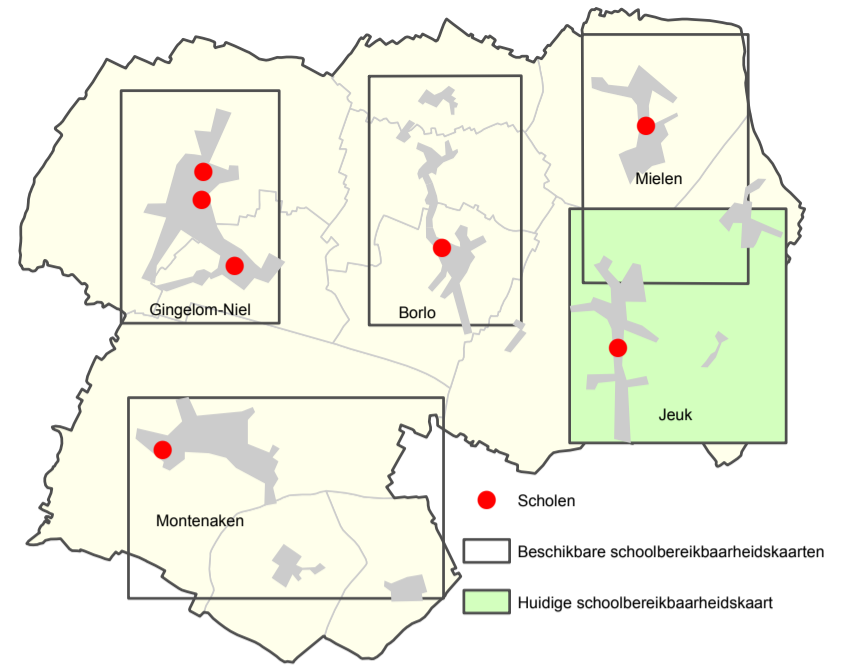 Mielen
Gingelom-Niel
Borlo
Jeuk
Montenaken
Scholen
Beschikbare schoolbereikbaarheidskaarten
Huidige schoolbereikbaarheidskaart